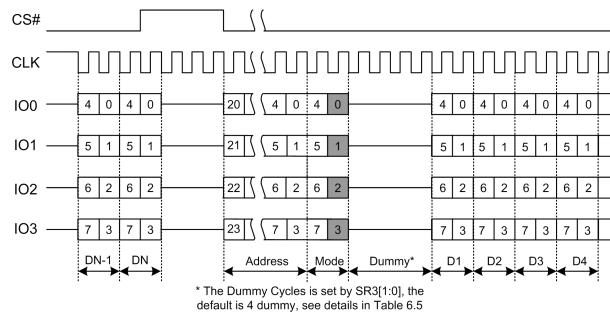 CS#
CLK
IO0 4 0 4 0 20 4 0 4 0 4 0 4 0 4 0 4 0
IO1 5 1 5 1 21 5 1 5 1 5 1 5 1 5 1 5 1
IO2 6 2 6 2 22 6 2 6 2 6 2 6 2 6 2 6 2
IO3 7 3 7 3 23 7 3 7 3 7 3 7 3 7 3 7 3
DN-1 DN Address Mode Dummy* D1 D2 D3 D4
* The Dummy Cycles is set by SR3[1:0], the
default is 4 dummy, see details in Table 6.5